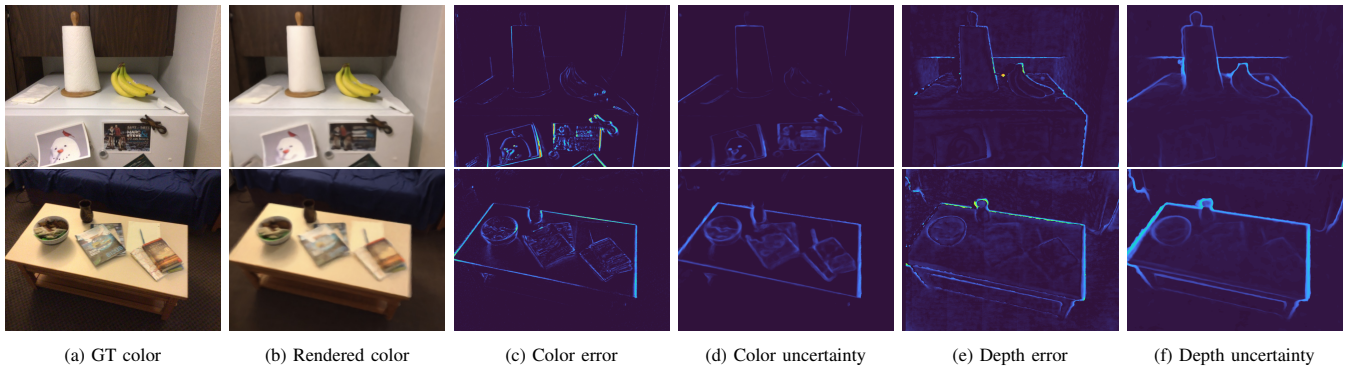 (a) GT color
(b) Rendered color
(c) Color error
(d) Color uncertainty
(e) Depth error
(f) Depth uncertainty